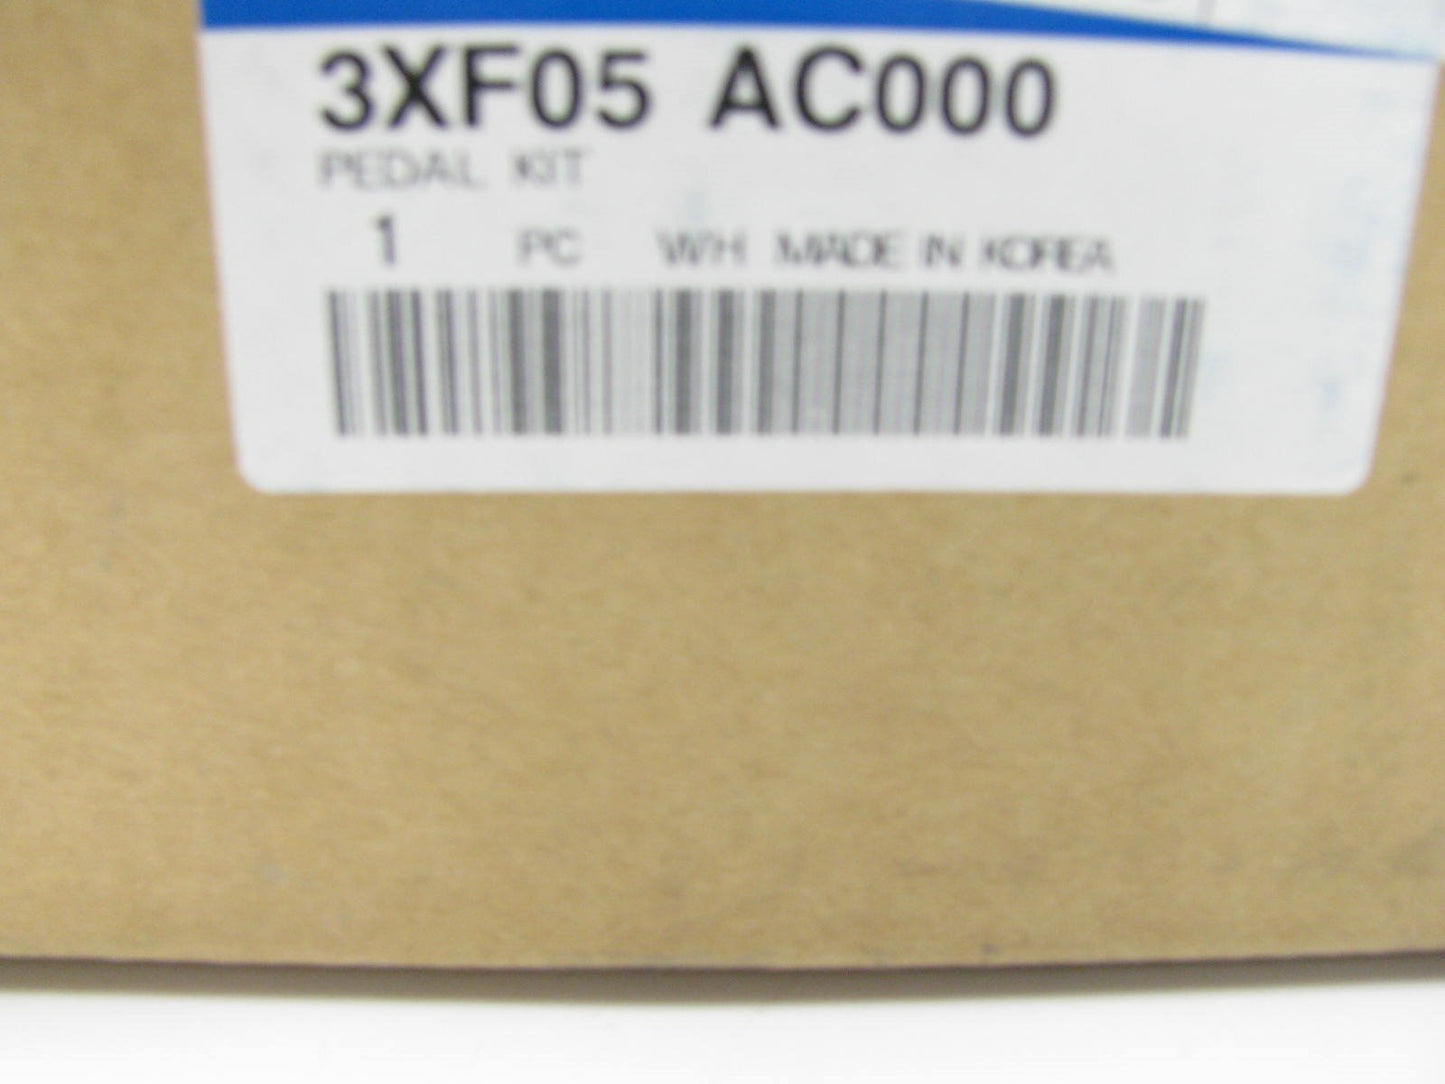 3XF05 AC000
PEDAL KIT
1 PC WH MADE IN KOREA